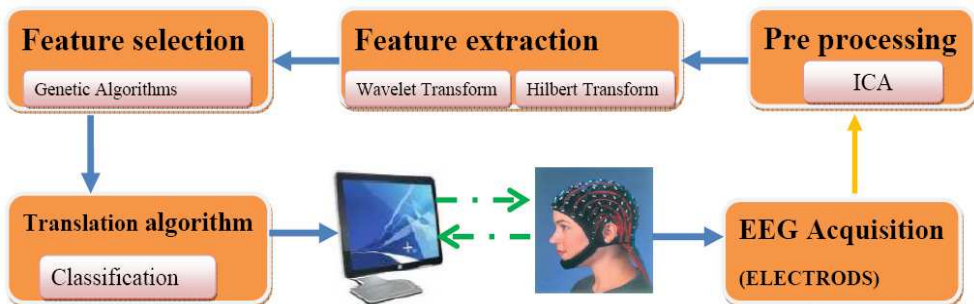 Feature selection
Genetic Algorithms
Feature extraction
Wavelet Transform
Hilbert Transform
Pre processing
ICA
Translation algorithm
Classification
EEG Acquisition
(ELECTRODS)